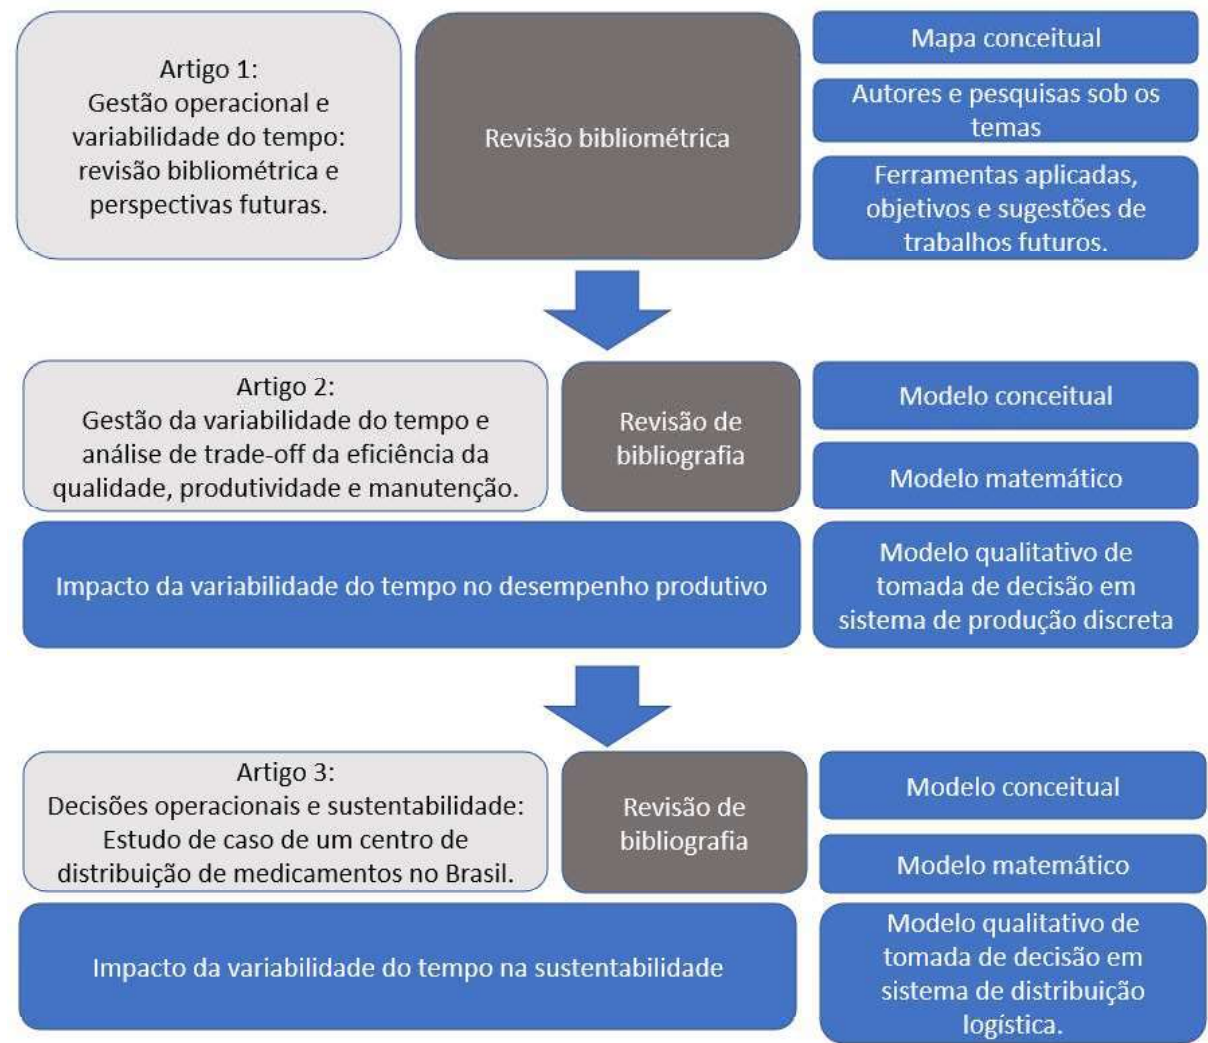 Artigo 1:
Gestão operacional e
variabilidade do tempo:
revisão bibliométrica e
perspectivas futuras.
Revisão bibliométrica
Mapa conceitual
Autores e pesquisas sob os
temas
Ferramentas aplicadas,
objetivos e sugestões de
trabalhos futuros.
Artigo 2:
Gestão da variabilidade do tempo e
análise de trade-off da eficiência da
qualidade, produtividade e manutenção.
Revisão de
bibliografia
Modelo conceitual
Modelo matemático
Impacto da variabilidade do tempo no desempenho produtivo
Modelo qualitativo de
tomada de decisão em
sistema de produção discreta
Artigo 3:
Decisões operacionais e sustentabilidade:
Estudo de caso de um centro de
distribuição de medicamentos no Brasil.
Revisão de
bibliografia
Modelo conceitual
Modelo matemático
Impacto da variabilidade do tempo na sustentabilidade
Modelo qualitativo de
tomada de decisão em
sistema de distribuição
logística.